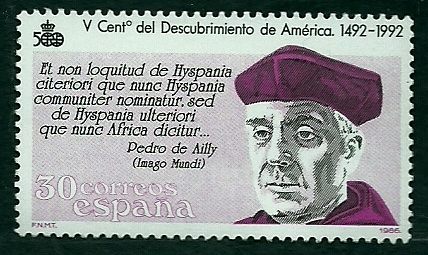 500
V Centº del Descubrimiento de América. 1492-1992
Et non loquitud de Hyspania
citeriori que nunc Hyspania
communiter nominatur, sed
de Hyspania ulteriori
que nunc Africa dicitur...
Pedro de Ailly
(Imago Mundi)
30 correos
españa
F.N.M.T.
1986